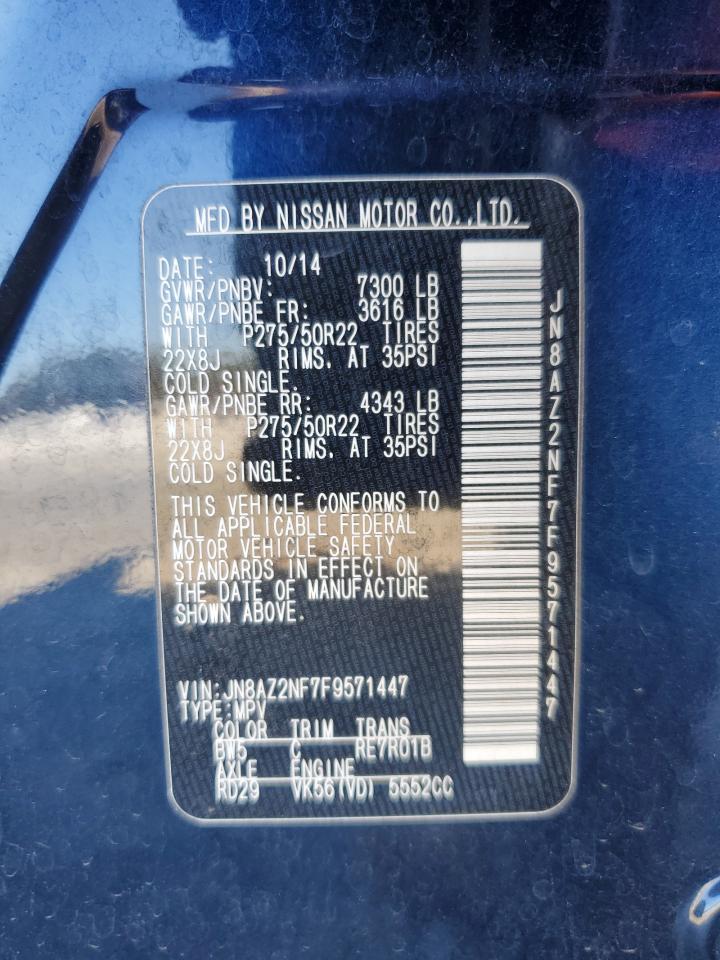 MFD BY NISSAN MOTOR CO.,LTD.
DATE: 10/14
GVWR/PNBV: 7300 LB
GAWR/PNBE FR: 3616 LB
WITH P275/50R22 TIRES
22X8J RIMS, AT 35PSI
COLD SINGLE.
GAWR/PNBE RR: 4343 LB
WITH P275/50R22 TIRES
22X8J RIMS, AT 35PSI
COLD SINGLE.
THIS VEHICLE CONFORMS TO
ALL APPLICABLE FEDERAL
MOTOR VEHICLE SAFETY
STANDARDS IN EFFECT ON
THE DATE OF MANUFACTURE
SHOWN ABOVE.
VIN:JN8AZ2NF7F9571447
TYPE:MPV
COLOR TRIM TRANS
BW5 C RE7R01B
AXLE ENGINE
RD29 VK56(VD) 5552CC
JN8AZ2NF7F9571447